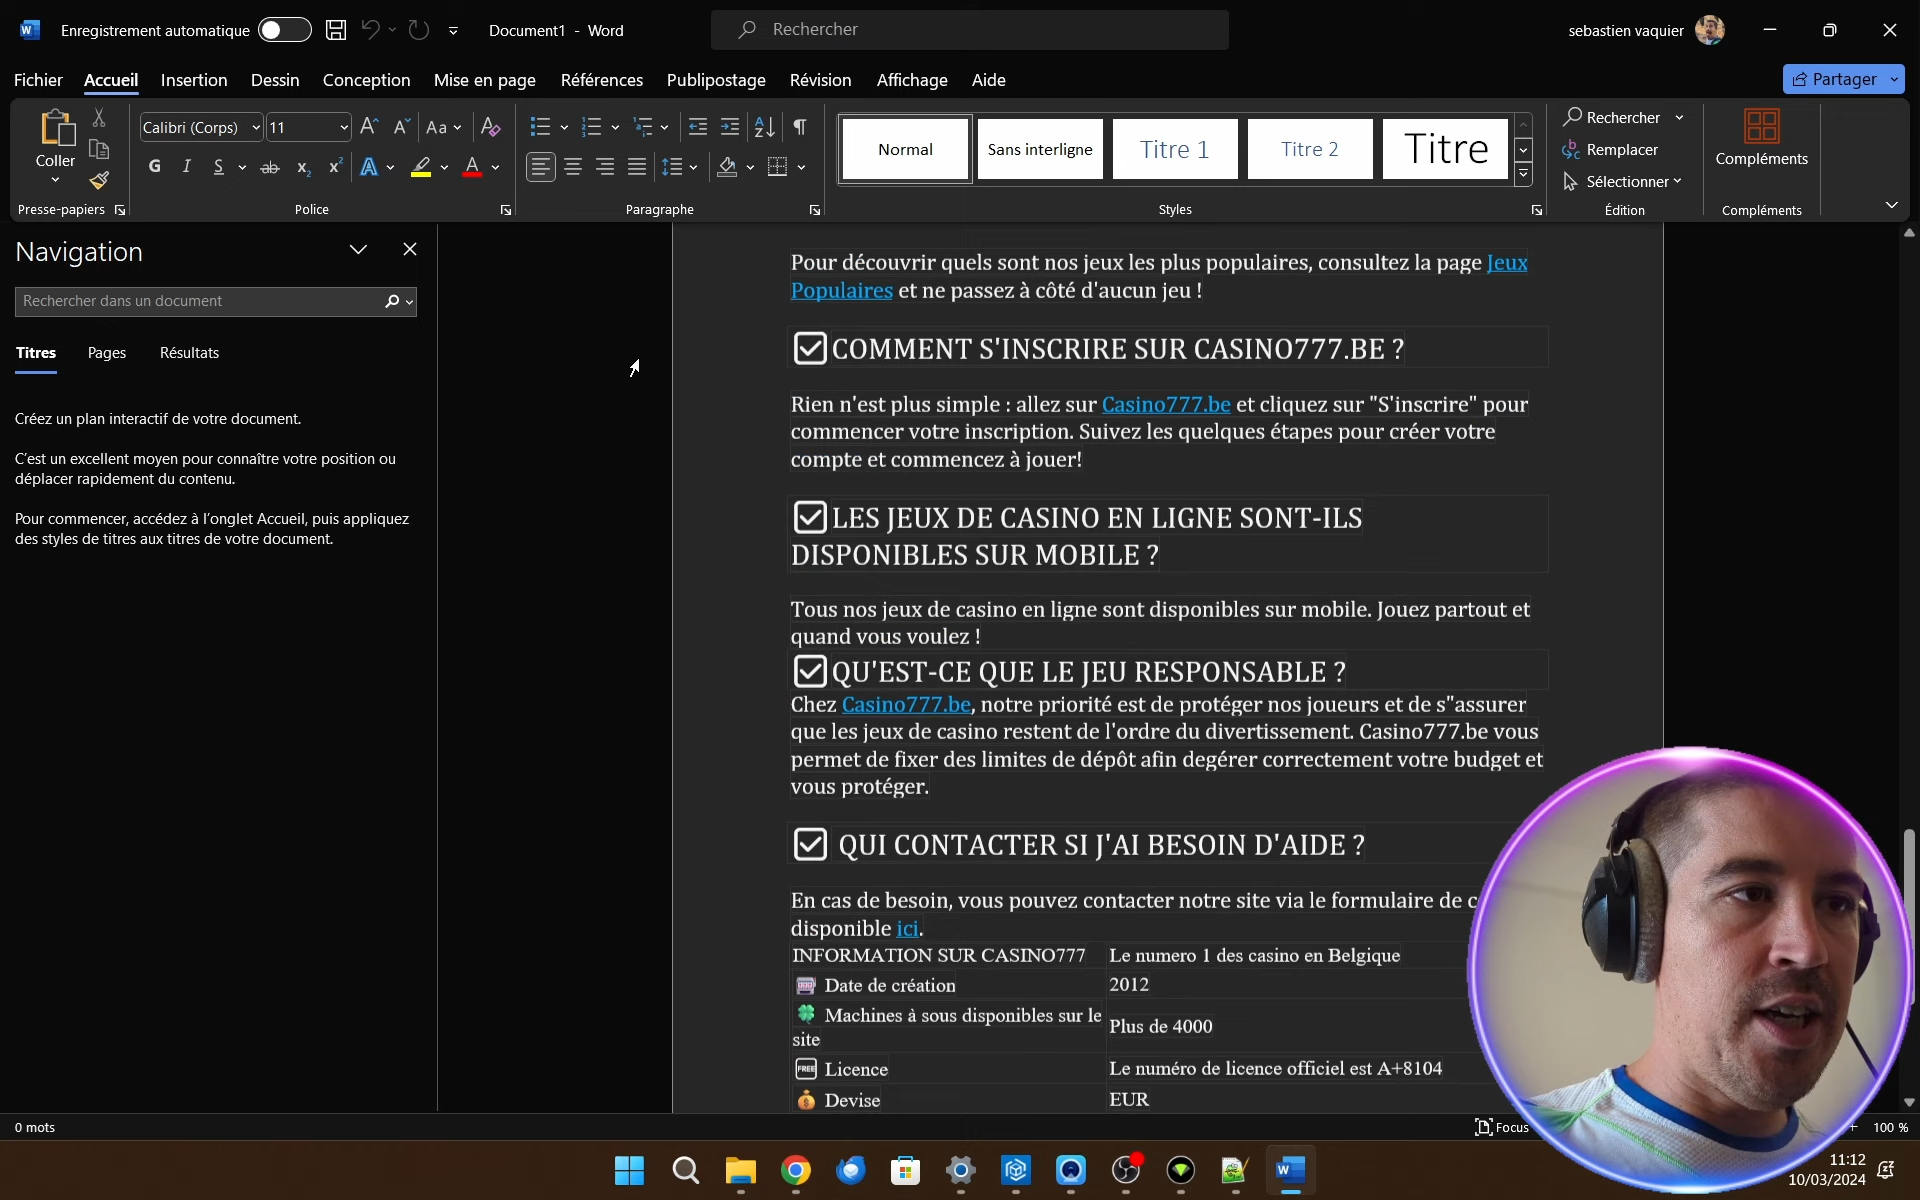 Enregistrement automatique
Document1 - Word
Rechercher
sebastien vaquier
Fichier Accueil Insertion Dessin Conception Mise en page Références Publipostage Révision Affichage Aide
Partager
Coller
Presse-papiers
Calibri (Corps) 11
Aa
G I S ab x₂ x² A A
Police
Paragraphe
Normal
Sans interligne
Titre 1
Titre 2
Titre
Styles
Rechercher
Remplacer
Sélectionner
Édition
Compléments
Compléments
Navigation
Rechercher dans un document
Titres Pages Résultats
Créez un plan interactif de votre document.
C'est un excellent moyen pour connaître votre position ou
déplacer rapidement du contenu.
Pour commencer, accédez à l'onglet Accueil, puis appliquez
des styles de titres aux titres de votre document.
Pour découvrir quels sont nos jeux les plus populaires, consultez la page Jeux
Populaires et ne passez à côté d'aucun jeu !
COMMENT S'INSCRIRE SUR CASINO777.BE ?
Rien n'est plus simple : allez sur Casino777.be et cliquez sur "S'inscrire" pour
commencer votre inscription. Suivez les quelques étapes pour créer votre
compte et commencez à jouer!
LES JEUX DE CASINO EN LIGNE SONT-ILS
DISPONIBLES SUR MOBILE ?
Tous nos jeux de casino en ligne sont disponibles sur mobile. Jouez partout et
quand vous voulez !
QU'EST-CE QUE LE JEU RESPONSABLE ?
Chez Casino777.be, notre priorité est de protéger nos joueurs et de s"assurer
que les jeux de casino restent de l'ordre du divertissement. Casino777.be vous
permet de fixer des limites de dépôt afin degérer correctement votre budget et
vous protéger.
QUI CONTACTER SI J'AI BESOIN D'AIDE ?
En cas de besoin, vous pouvez contacter notre site via le formulaire de
disponible ici.
INFORMATION SUR CASINO777 Le numero 1 des casino en Belgique
Date de création 2012
Machines à sous disponibles sur le
site
Plus de 4000
FREE Licence Le numéro de licence officiel est A+8104
Devise EUR
0 mots
Focus
100 %
11:12
10/03/2024